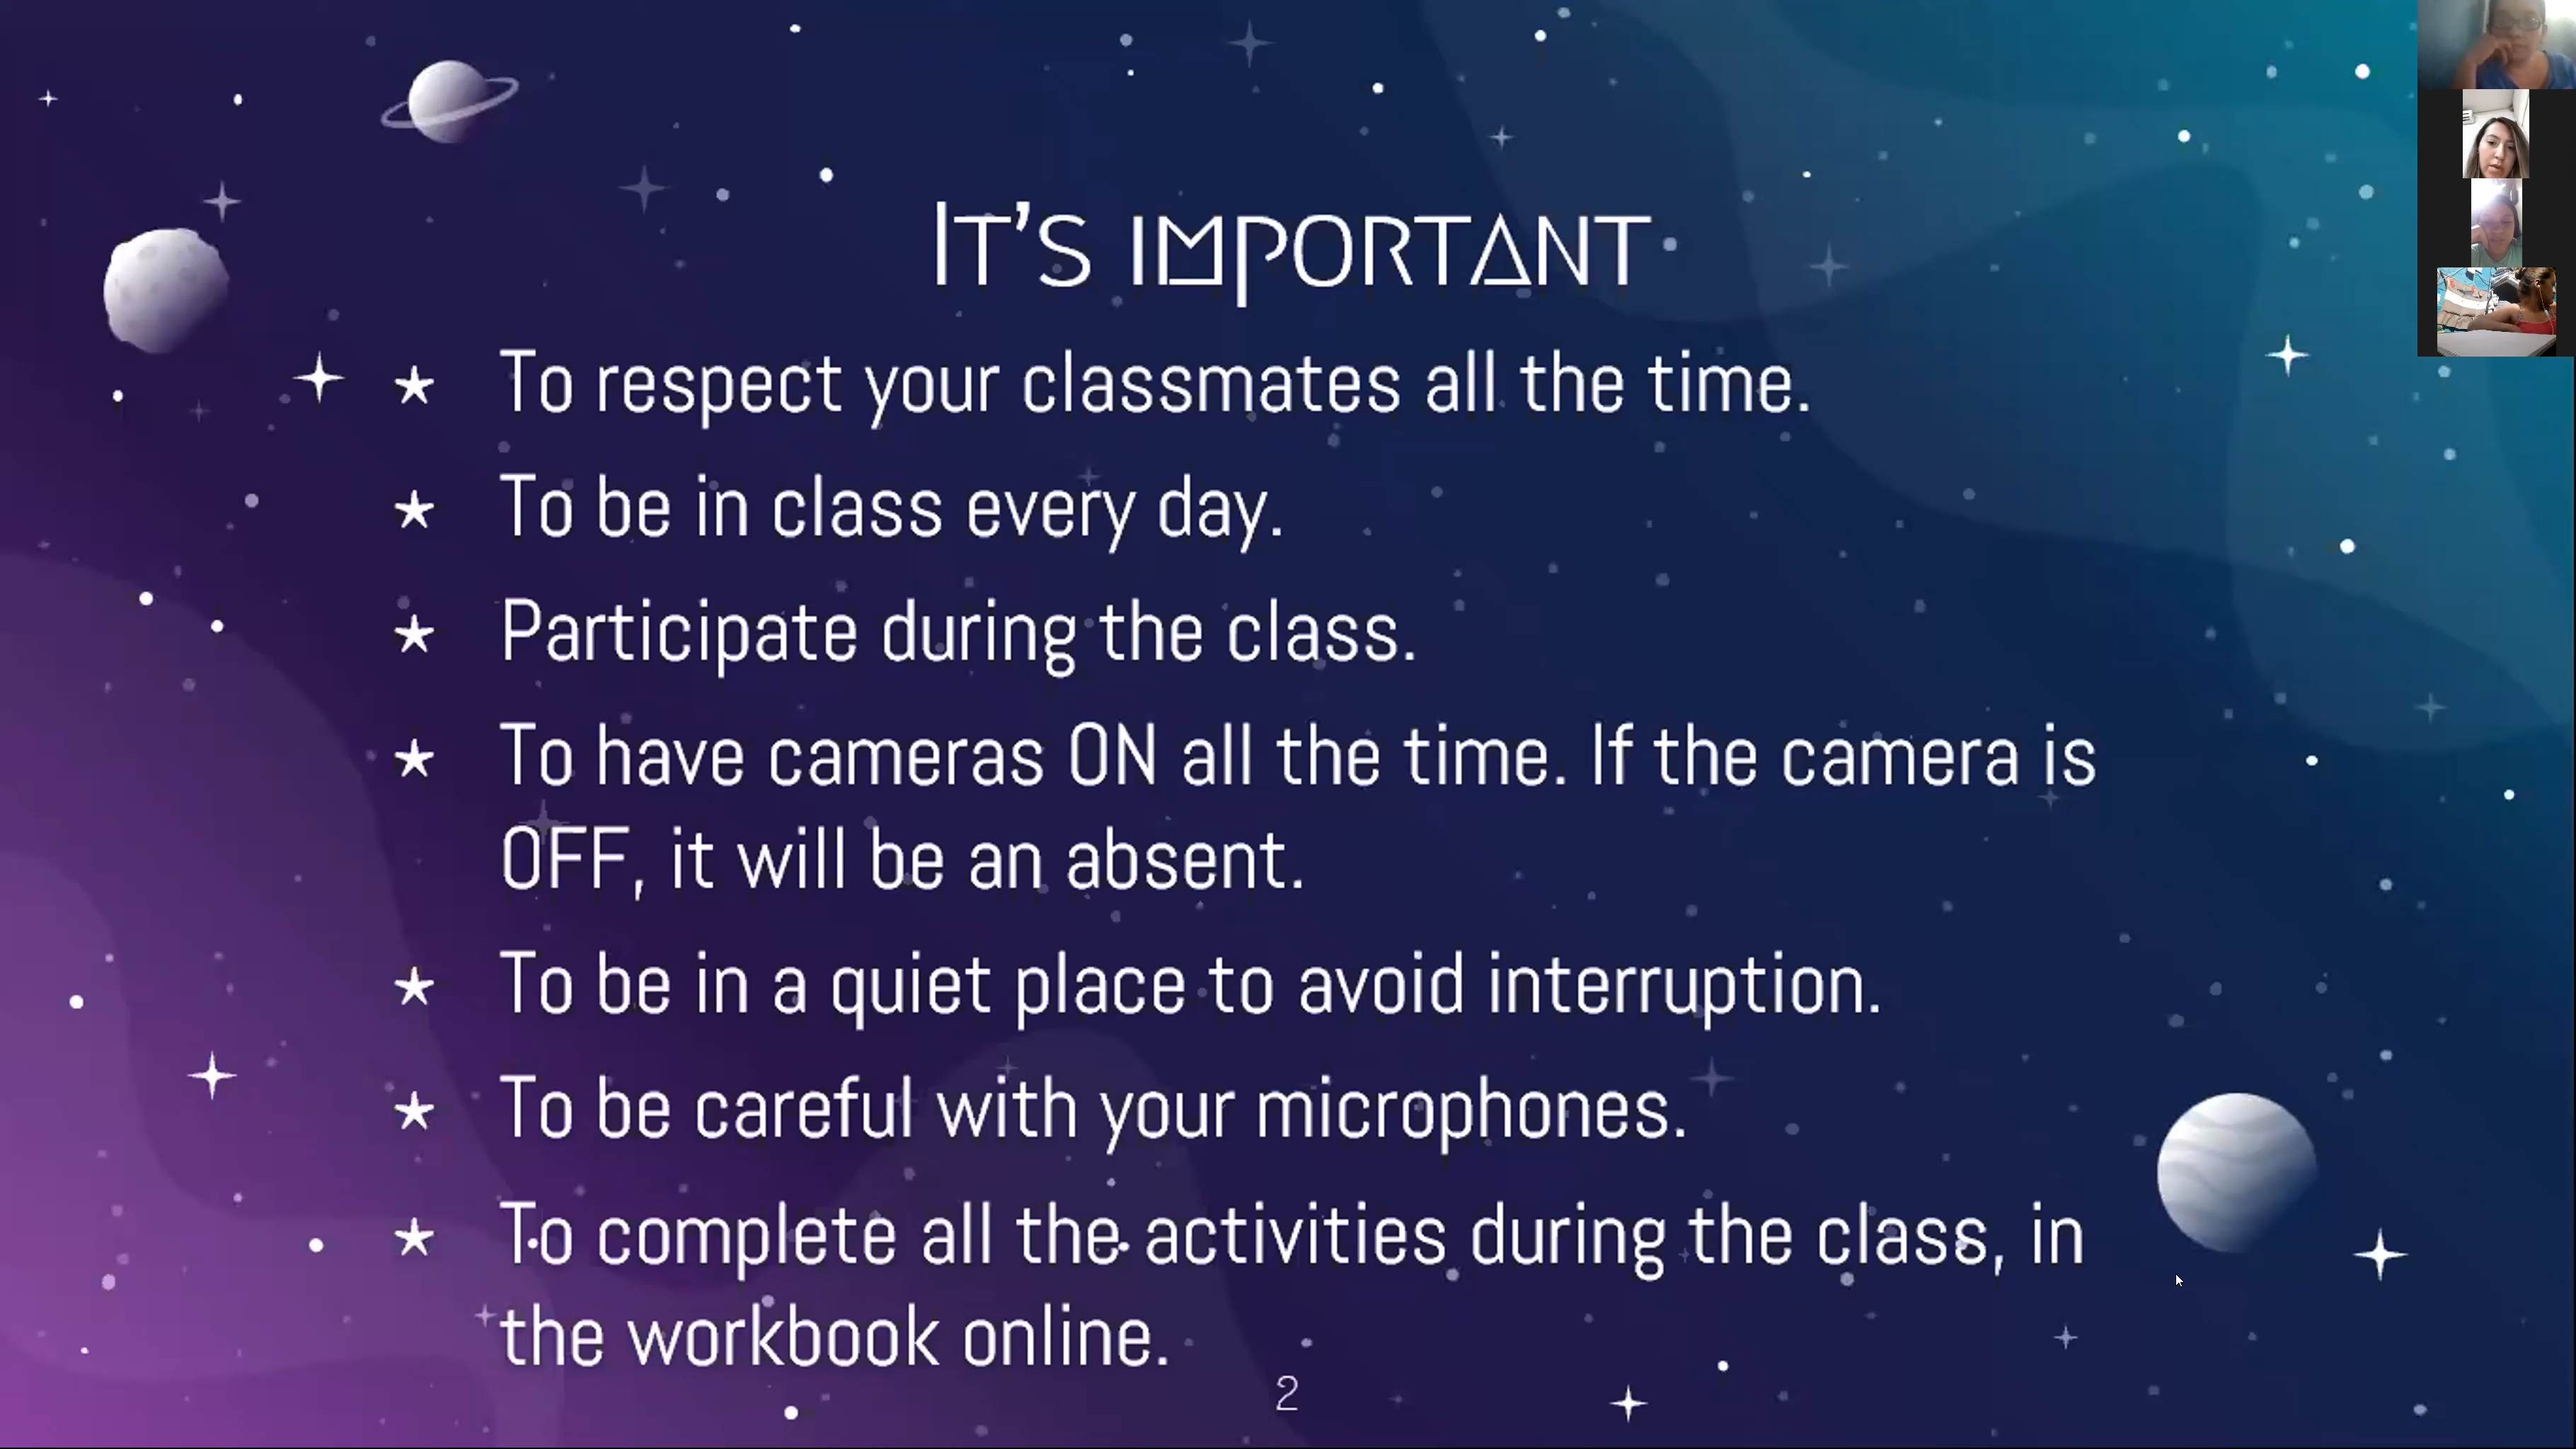 It's important
To respect your classmates all the time.
To be in class every day.
Participate during the class.
To have cameras ON all the time. If the camera is
OFF, it will be an absent.
To be in a quiet place to avoid interruption.
To be careful with your microphones.
To complete all the activities during the class, in
the workbook online.
2